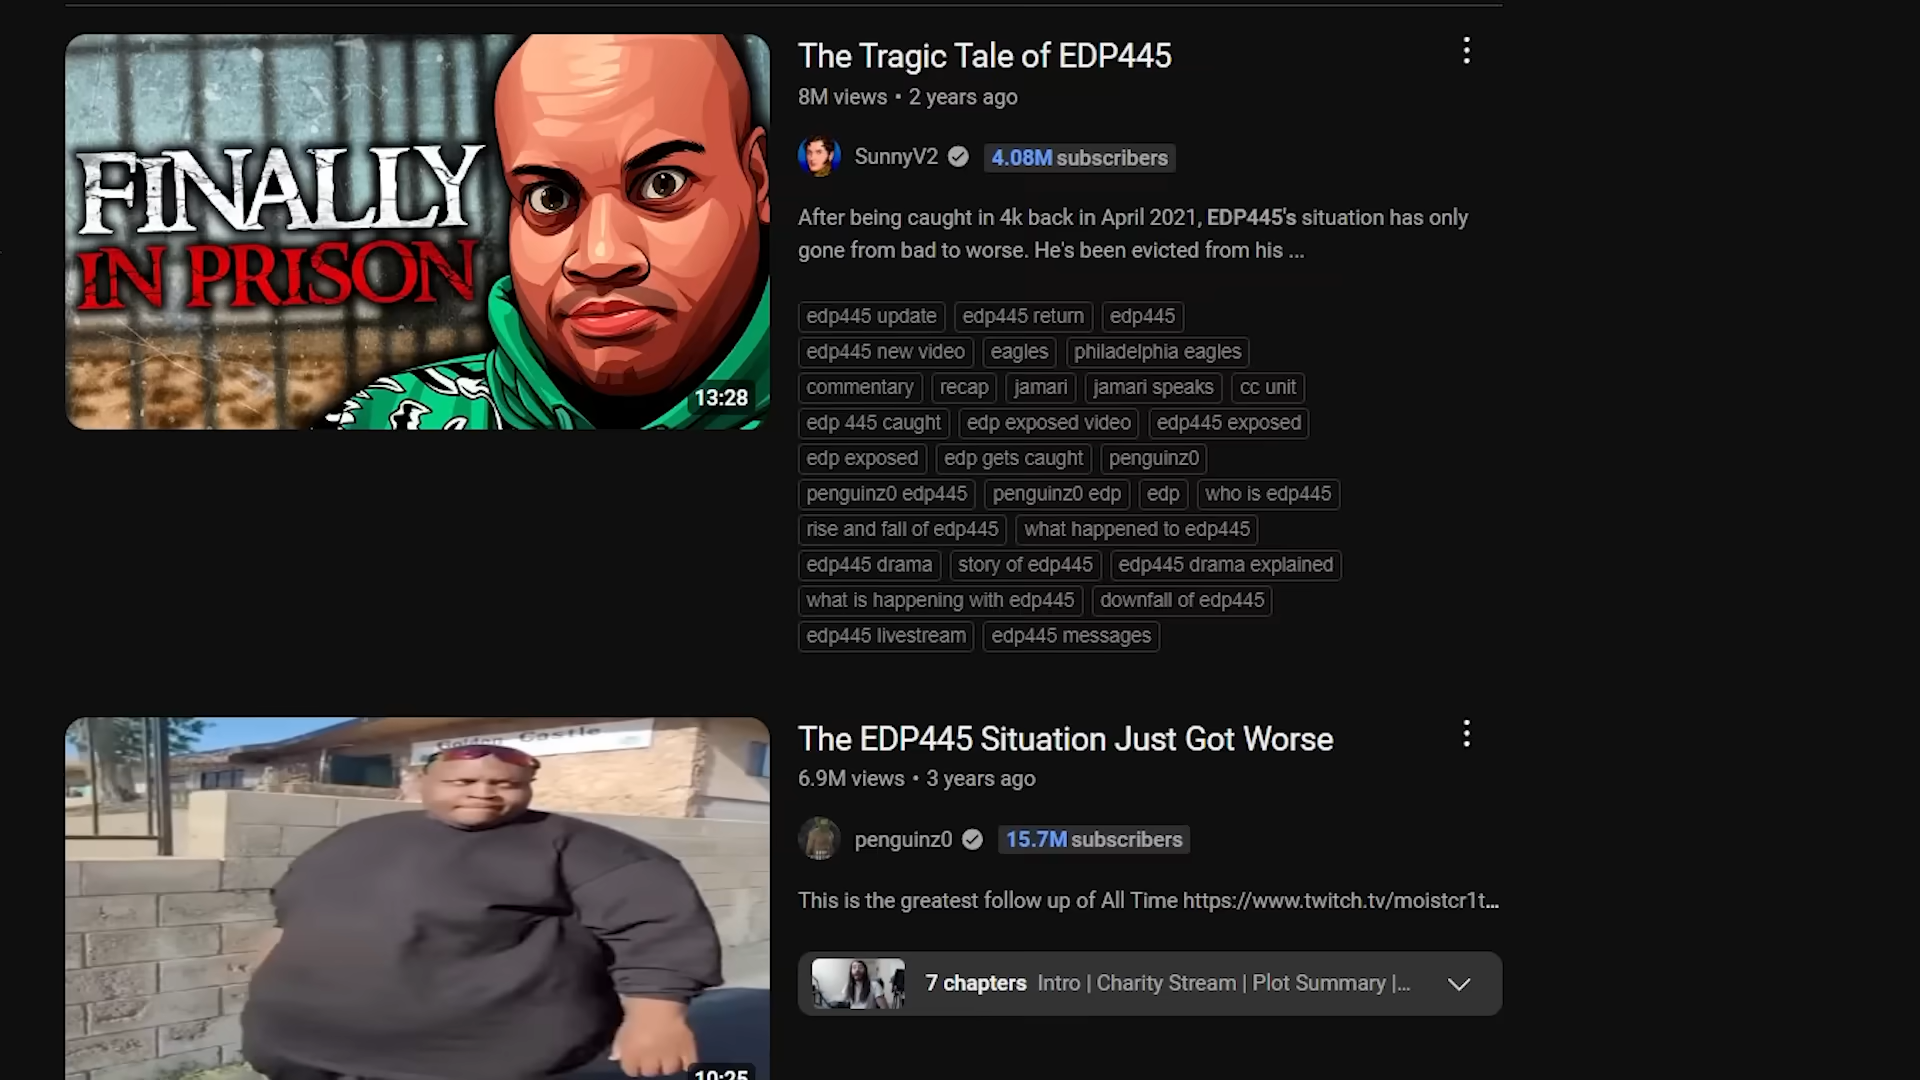 The Tragic Tale of EDP445
8M views • 2 years ago
SunnyV2 4.08M subscribers
After being caught in 4k back in April 2021, EDP445's situation has only
gone from bad to worse. He's been evicted from his ...
FINALLY
IN PRISON
13:28
edp445 update edp445 return edp445
edp445 new video eagles philadelphia eagles
commentary recap jamari jamari speaks cc unit
edp 445 caught edp exposed video edp445 exposed
edp exposed edp gets caught penguinz0
penguinz0 edp445 penguinz0 edp edp who is edp445
rise and fall of edp445 what happened to edp445
edp445 drama story of edp445 edp445 drama explained
what is happening with edp445 downfall of edp445
edp445 livestream edp445 messages
The EDP445 Situation Just Got Worse
6.9M views • 3 years ago
Golden Castle
penguinz0 15.7M subscribers
This is the greatest follow up of All Time https://www.twitch.tv/moistcr1t...
7 chapters Intro | Charity Stream | Plot Summary |...
10:25